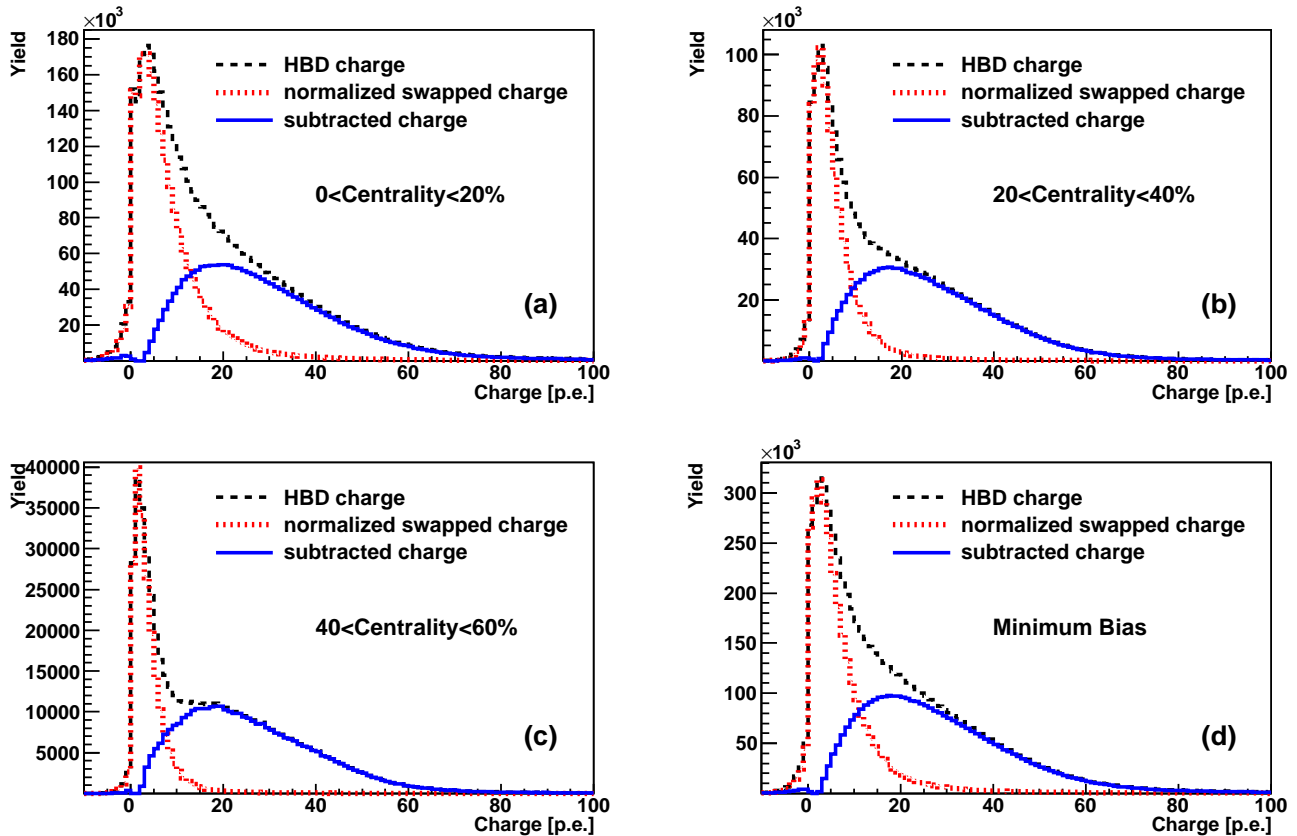 ×10³
Yield
180
160
140
120
100
80
60
40
20
HBD charge
normalized swapped charge
subtracted charge
0<Centrality<20%
(a)
0 20 40 60 80 100
Charge [p.e.]
×10³
Yield
100
80
60
40
20
HBD charge
normalized swapped charge
subtracted charge
20<Centrality<40%
(b)
0 20 40 60 80 100
Charge [p.e.]
Yield
40000
35000
30000
25000
20000
15000
10000
5000
HBD charge
normalized swapped charge
subtracted charge
40<Centrality<60%
(c)
0 20 40 60 80 100
Charge [p.e.]
×10³
Yield
300
250
200
150
100
50
HBD charge
normalized swapped charge
subtracted charge
Minimum Bias
(d)
0 20 40 60 80 100
Charge [p.e.]